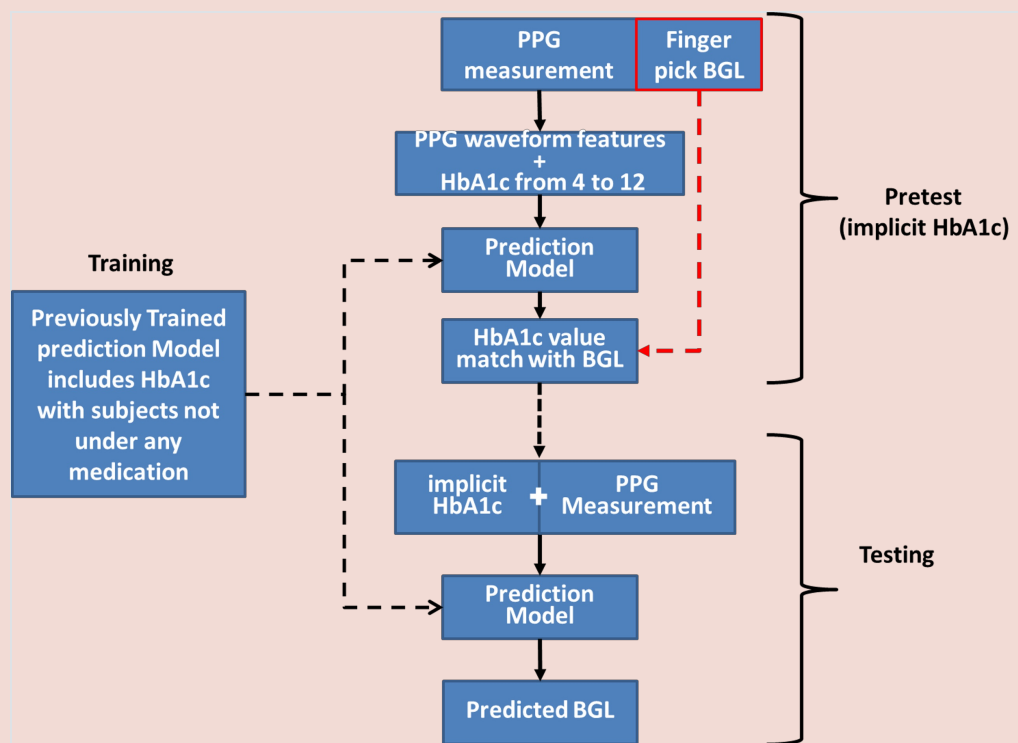 PPG
measurement
Finger
pick BGL
PPG waveform features
+
HbA1c from 4 to 12
Pretest
(implicit HbA1c)
Prediction
Model
Training
Previously Trained
prediction Model
includes HbA1c
with subjects not
under any
medication
HbA1c value
match with BGL
implicit
HbA1c
+
PPG
Measurement
Testing
Prediction
Model
Predicted BGL